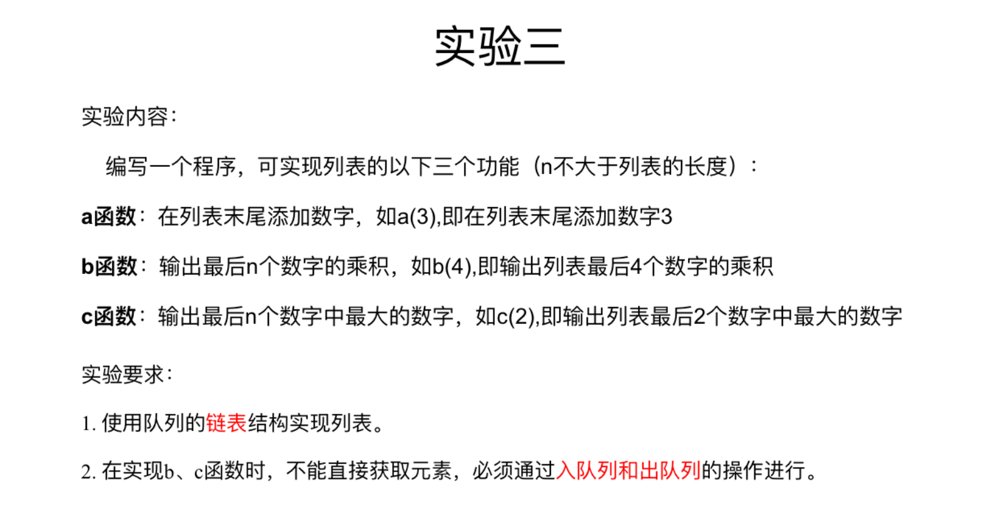 实验三
实验内容：
编写一个程序，可实现列表的以下三个功能（n不大于列表的长度）：
a函数：在列表末尾添加数字，如a(3),即在列表末尾添加数字3
b函数：输出最后n个数字的乘积，如b(4),即输出列表最后4个数字的乘积
c函数：输出最后n个数字中最大的数字，如c(2),即输出列表最后2个数字中最大的数字
实验要求：
1. 使用队列的链表结构实现列表。
2. 在实现b、c函数时，不能直接获取元素，必须通过入队列和出队列的操作进行。